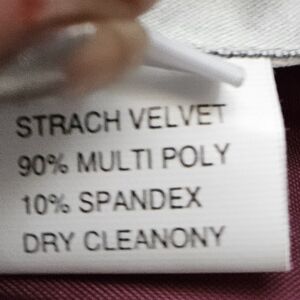 STRACH VELVET
90% MULTI POLY
10% SPANDEX
DRY CLEANONY